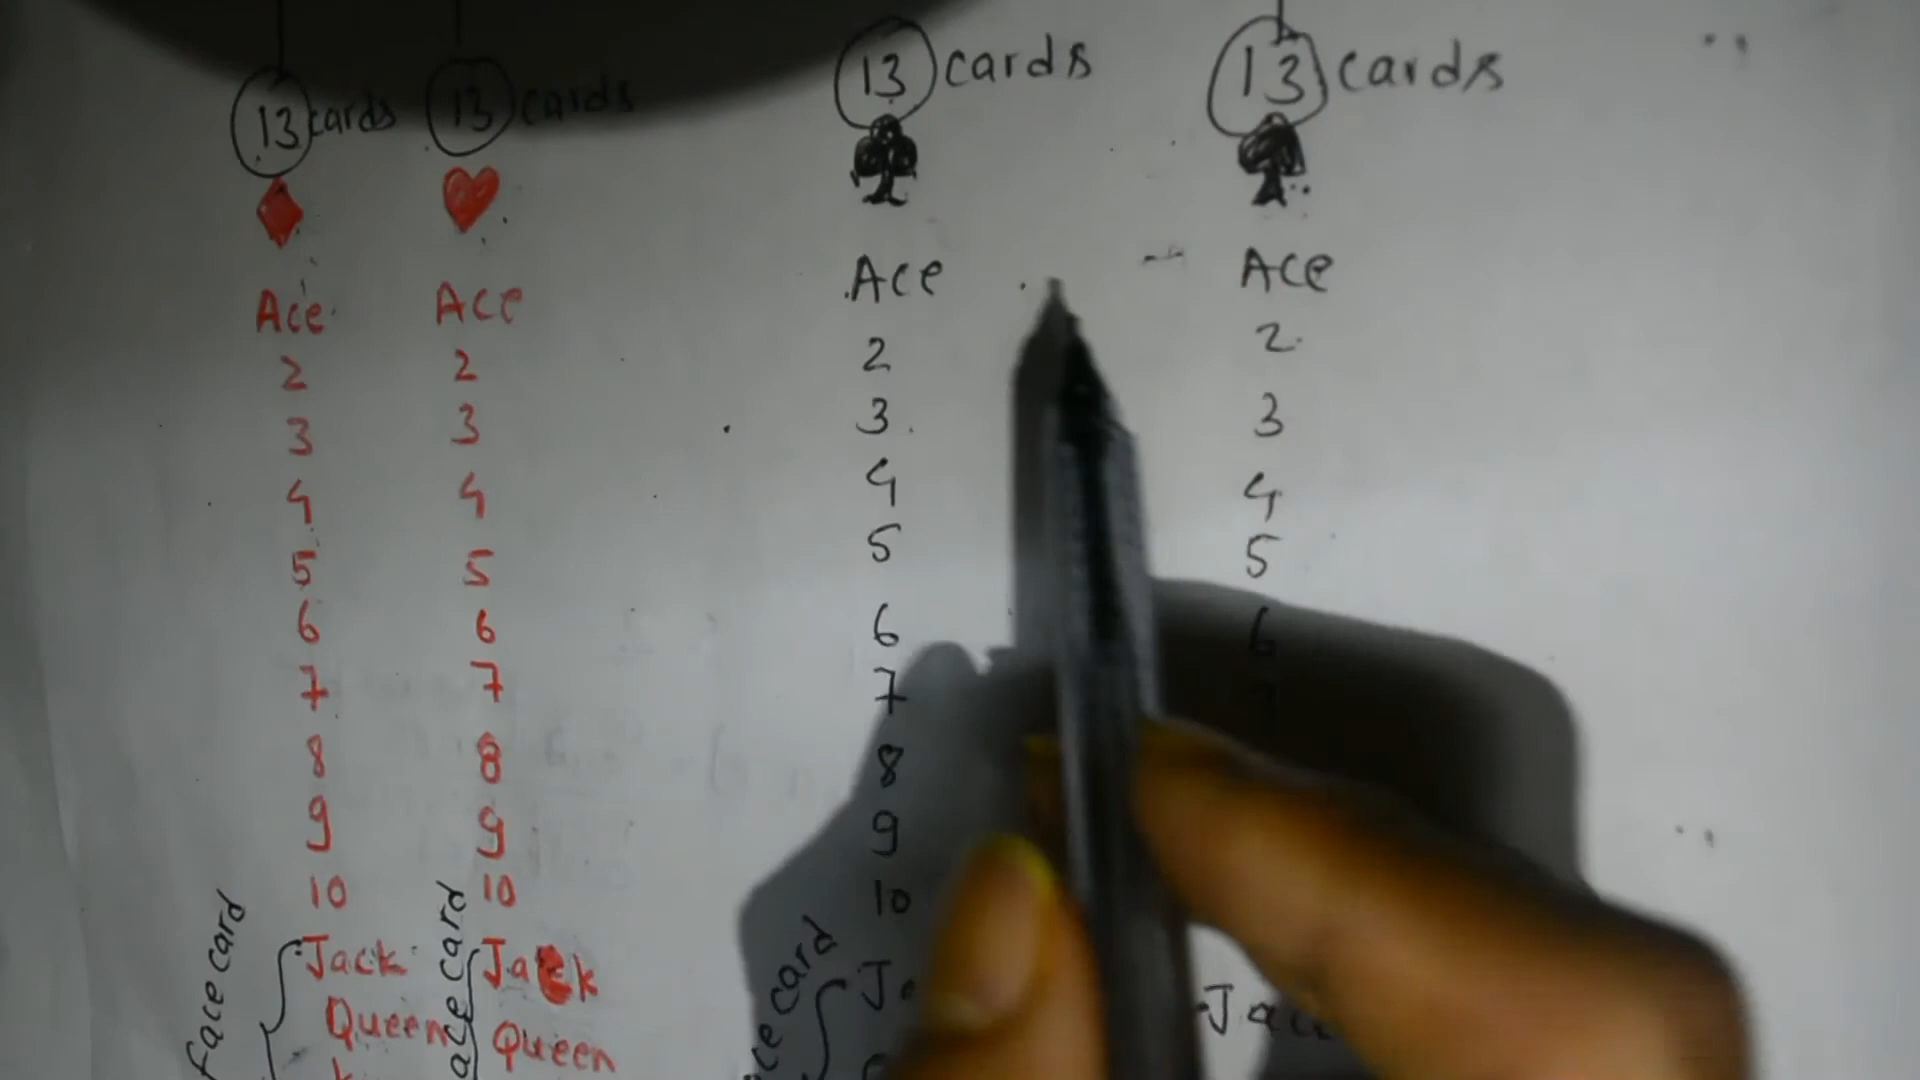 13 cards 13 cards 13 cards 13 cards
Ace Ace Ace Ace
2 2 2 2
3 3 3 3
4 4 4 4
5 5 5 5
6 6 6 6
7 7 7
8 8 8
9 9 9
10 10 10
face card Jack Jack
Queen Queen